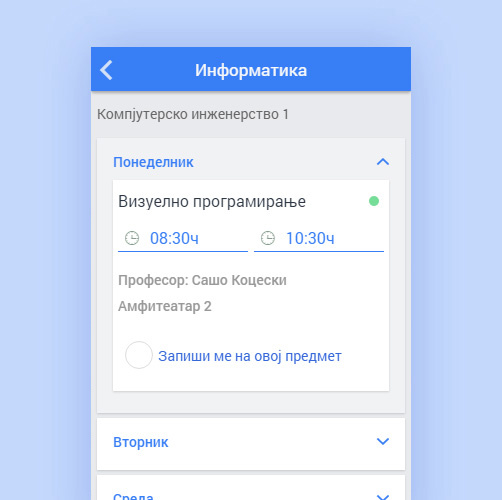 Информатика
Компјутерско инженерство 1
Понеделник
Визуелно програмирање
08:30ч 10:30ч
Професор: Сашо Коцески
Амфитеатар 2
Запиши ме на овој предмет
Вторник
Среда